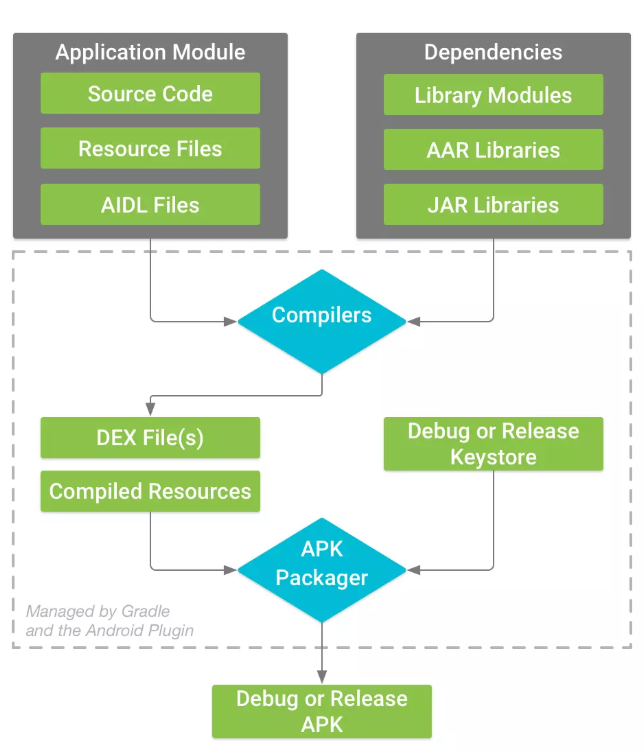 Application Module
Source Code
Resource Files
AIDL Files
Dependencies
Library Modules
AAR Libraries
JAR Libraries
Compilers
DEX File(s)
Compiled Resources
Debug or Release
Keystore
APK
Packager
Managed by Gradle
and the Android Plugin
Debug or Release
APK